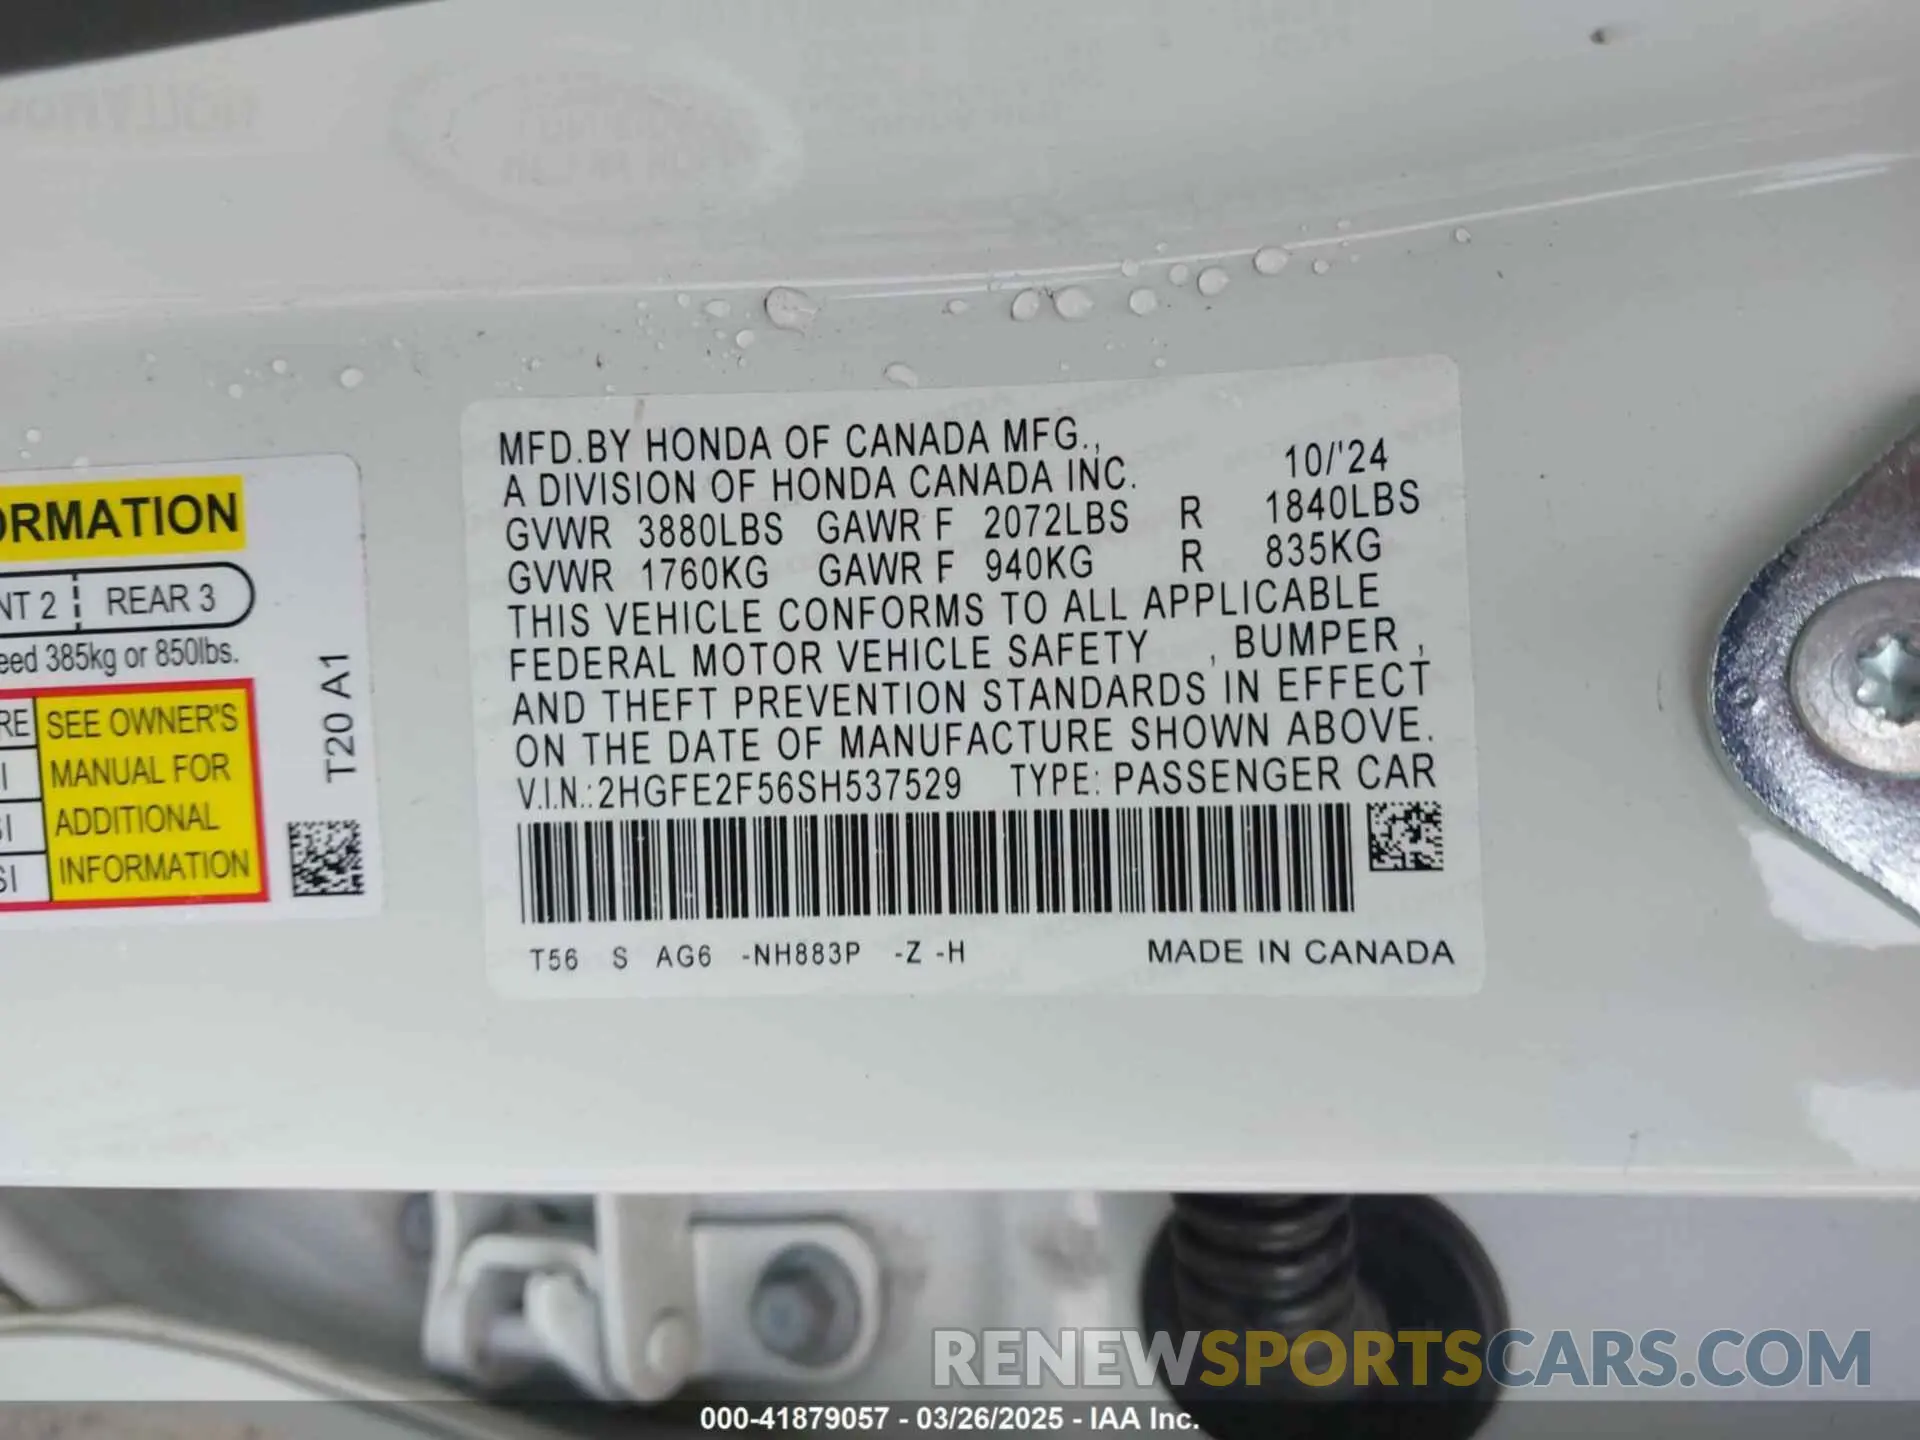 ORMATION
NT 2 REAR 3
eed 385kg or 850lbs.
RE SEE OWNER'S
I MANUAL FOR
SI ADDITIONAL
SI INFORMATION
T20 A1
MFD.BY HONDA OF CANADA MFG.,
A DIVISION OF HONDA CANADA INC. 10/'24
GVWR 3880LBS GAWR F 2072LBS R 1840LBS
GVWR 1760KG GAWR F 940KG R 835KG
THIS VEHICLE CONFORMS TO ALL APPLICABLE
FEDERAL MOTOR VEHICLE SAFETY , BUMPER ,
AND THEFT PREVENTION STANDARDS IN EFFECT
ON THE DATE OF MANUFACTURE SHOWN ABOVE.
V.I.N.:2HGFE2F56SH537529 TYPE: PASSENGER CAR
T56 S AG6 -NH883P -Z -H MADE IN CANADA
RENEWSPORTSCARS.COM
000-41879057 - 03/26/2025 - IAA Inc.